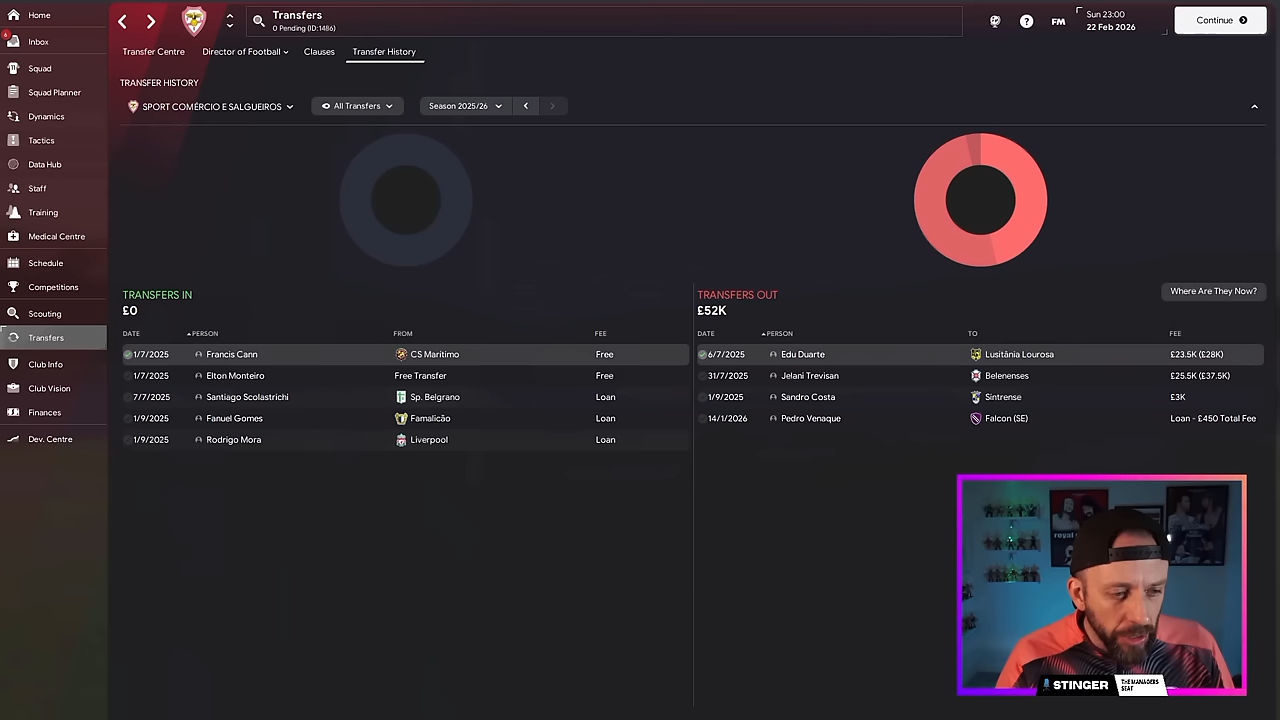 Home
6
Inbox
Squad
Squad Planner
Dynamics
Tactics
Data Hub
Staff
Training
Medical Centre
Schedule
Competitions
Scouting
Transfers
Club Info
Club Vision
Finances
Dev. Centre
Transfers
0 Pending (ID:1486)
FM
Sun 23:00
22 Feb 2026
Continue
Transfer Centre
Director of Football
Clauses
Transfer History
TRANSFER HISTORY
SPORT COMÉRCIO E SALGUEIROS
All Transfers
Season 2025/26
TRANSFERS IN
£0
DATE PERSON FROM FEE
1/7/2025 Francis Cann CS Marítimo Free
1/7/2025 Elton Monteiro Free Transfer Free
7/7/2025 Santiago Scolastrichi Sp. Belgrano Loan
1/9/2025 Fanuel Gomes Famalicão Loan
1/9/2025 Rodrigo Mora Liverpool Loan
TRANSFERS OUT
£52K
Where Are They Now?
DATE PERSON TO FEE
6/7/2025 Edu Duarte Lusitânia Lourosa £23.5K (£28K)
31/7/2025 Jelani Trevisan Belenenses £25.5K (£37.5K)
1/9/2025 Sandro Costa Sintrense £3K
14/1/2026 Pedro Venaque Falcon (SE) Loan - £450 Total Fee
royal
STINGER
THE MANAGERS
SEAT